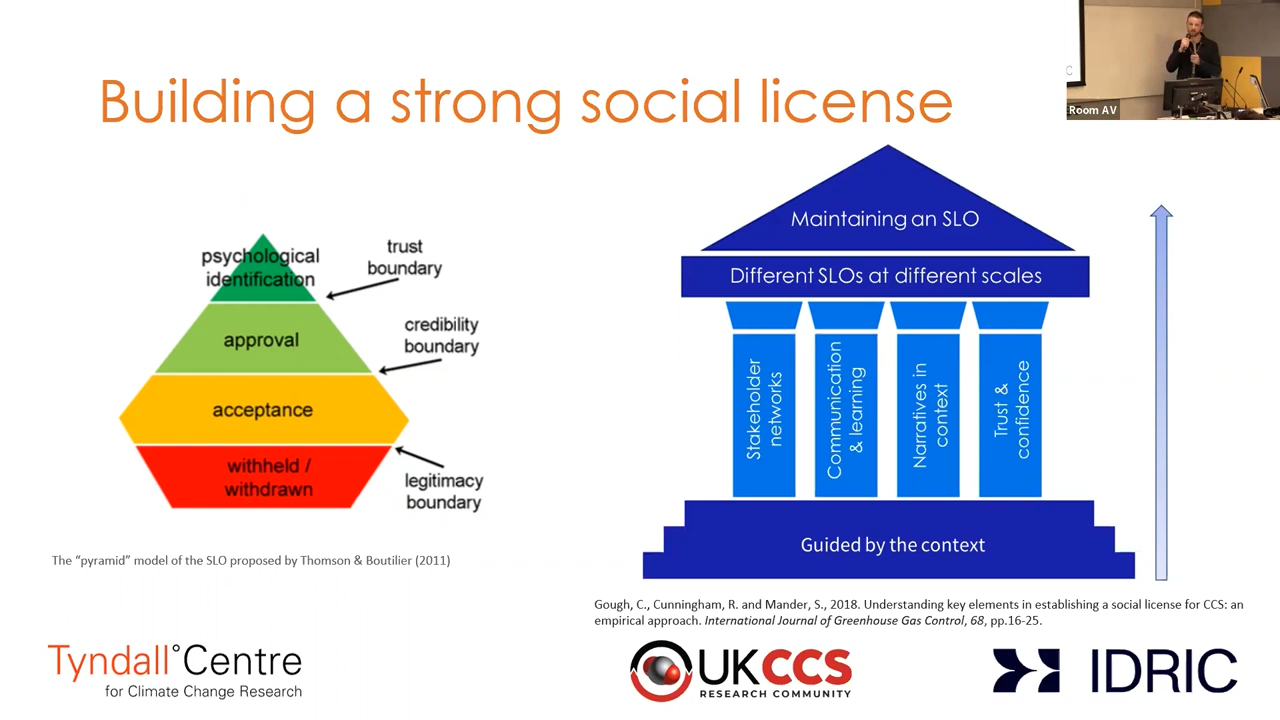 Building a strong social license
C
Room AV
psychological
identification
approval
acceptance
withheld /
withdrawn
trust
boundary
credibility
boundary
legitimacy
boundary
The “pyramid” model of the SLO proposed by Thomson & Boutilier (2011)
Maintaining an SLO
Different SLOs at different scales
Stakeholder
networks
Communication
& learning
Narratives in
context
Trust &
confidence
Guided by the context
Gough, C., Cunningham, R. and Mander, S., 2018. Understanding key elements in establishing a social license for CCS: an
empirical approach. International Journal of Greenhouse Gas Control, 68, pp.16-25.
Tyndall°Centre
for Climate Change Research
UKCCS
RESEARCH COMMUNITY
IDRIC